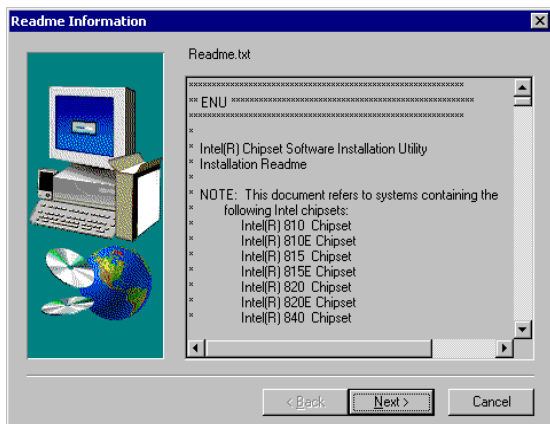 Readme Information
Readme.txt
**********************************************************************
** ENU **************************************************************
**********************************************************************
*
* Intel(R) Chipset Software Installation Utility
* Installation Readme
*
* NOTE:  This document refers to systems containing the
*        following Intel chipsets:
*            Intel(R) 810  Chipset
*            Intel(R) 810E Chipset
*            Intel(R) 815  Chipset
*            Intel(R) 815E Chipset
*            Intel(R) 820  Chipset
*            Intel(R) 820E Chipset
*            Intel(R) 840  Chipset
< Back
Next >
Cancel